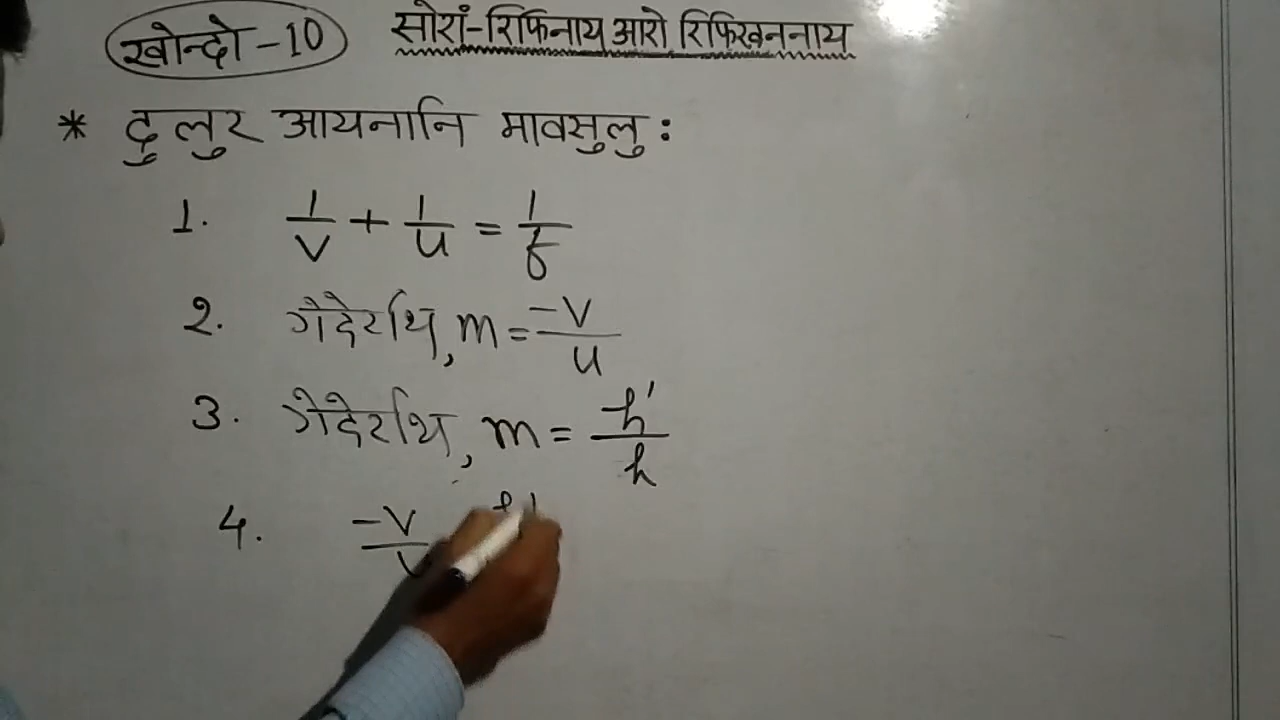 खोन्दो-10 सोरां-रिफिनाय आरो रिफिखननाय
* दुलुर आयनानि मावसुलु :
1. 1/v + 1/u = 1/f
2. गेदेरथि, m = -v/u
3. गेदेरथि, m = h'/h
4. -v